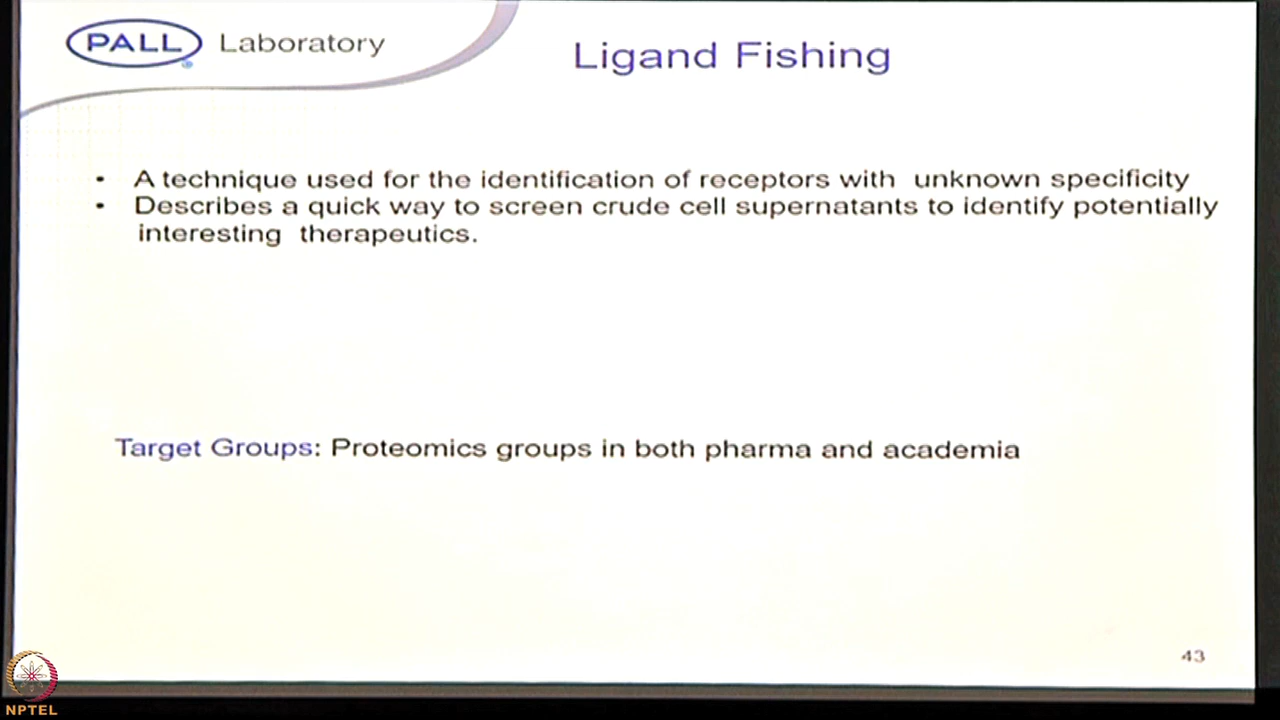 PALL Laboratory
Ligand Fishing
• A technique used for the identification of receptors with unknown specificity
• Describes a quick way to screen crude cell supernatants to identify potentially
interesting therapeutics.
Target Groups: Proteomics groups in both pharma and academia
43
NPTEL